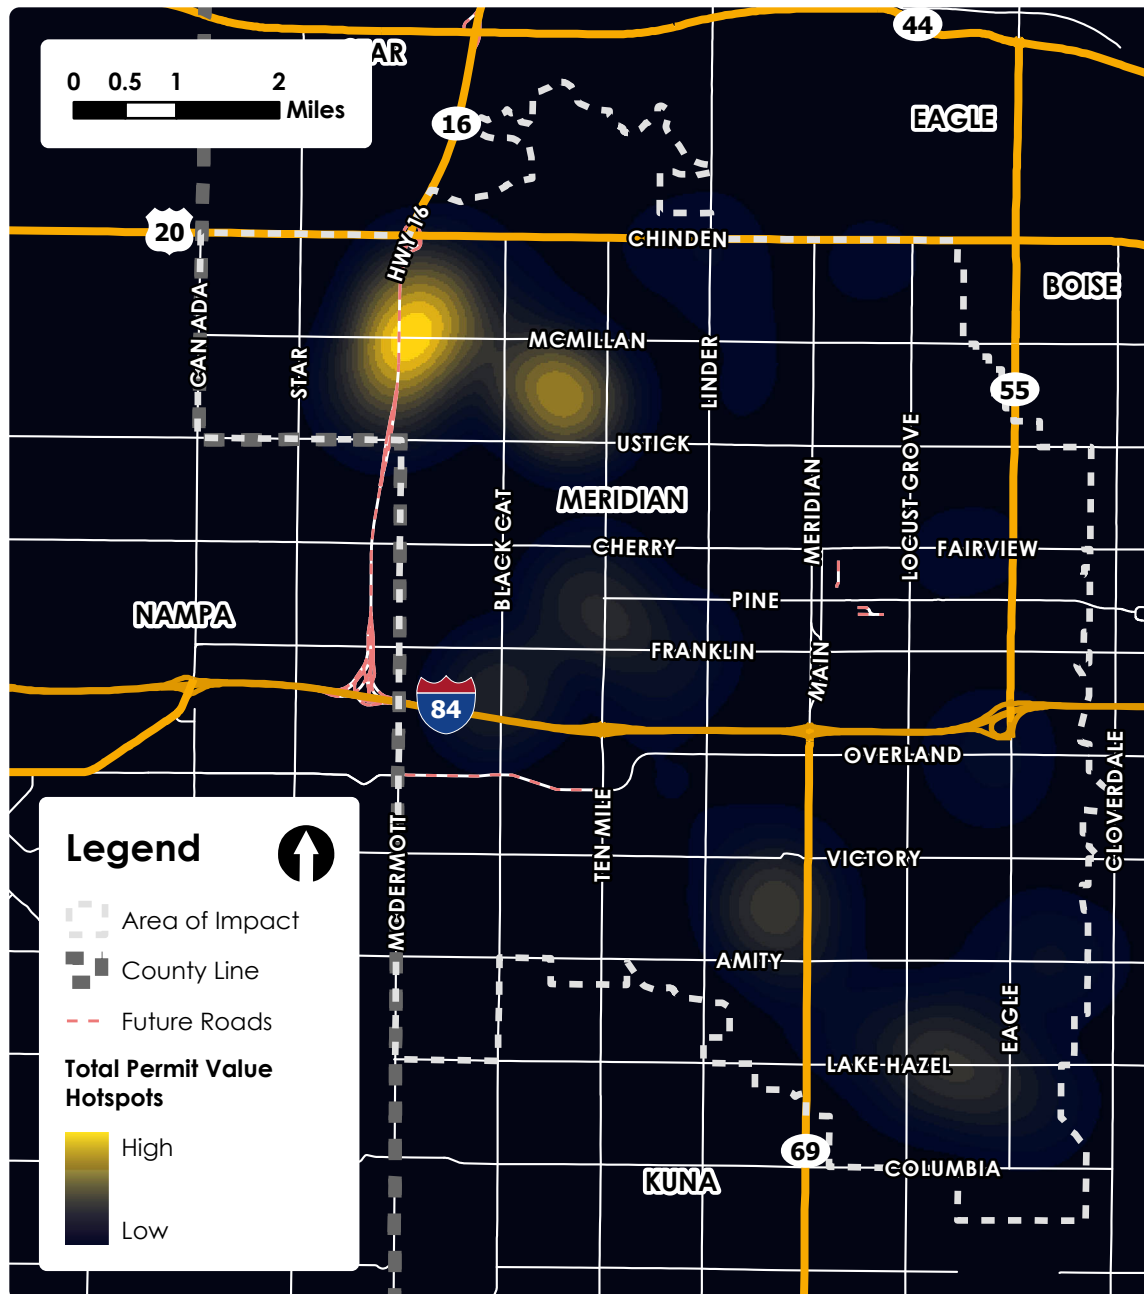 44
AR
0 0.5 1 2
Miles
EAGLE
16
HWY-16
20
CHINDEN
BOISE
CAN-ADA
MCMILLAN
STAR
LINDER
55
USTICK
LOCUST-GROVE
MERIDIAN
MERIDIAN
BLACK-CAT
CHERRY
FAIRVIEW
PINE
NAMPA
FRANKLIN
MAIN
84
OVERLAND
CLOVERDALE
TEN-MILE
MCDERMOTT
VICTORY
AMITY
EAGLE
LAKE-HAZEL
69
COLUMBIA
KUNA
Legend
Area of Impact
County Line
Future Roads
Total Permit Value
Hotspots
High
Low